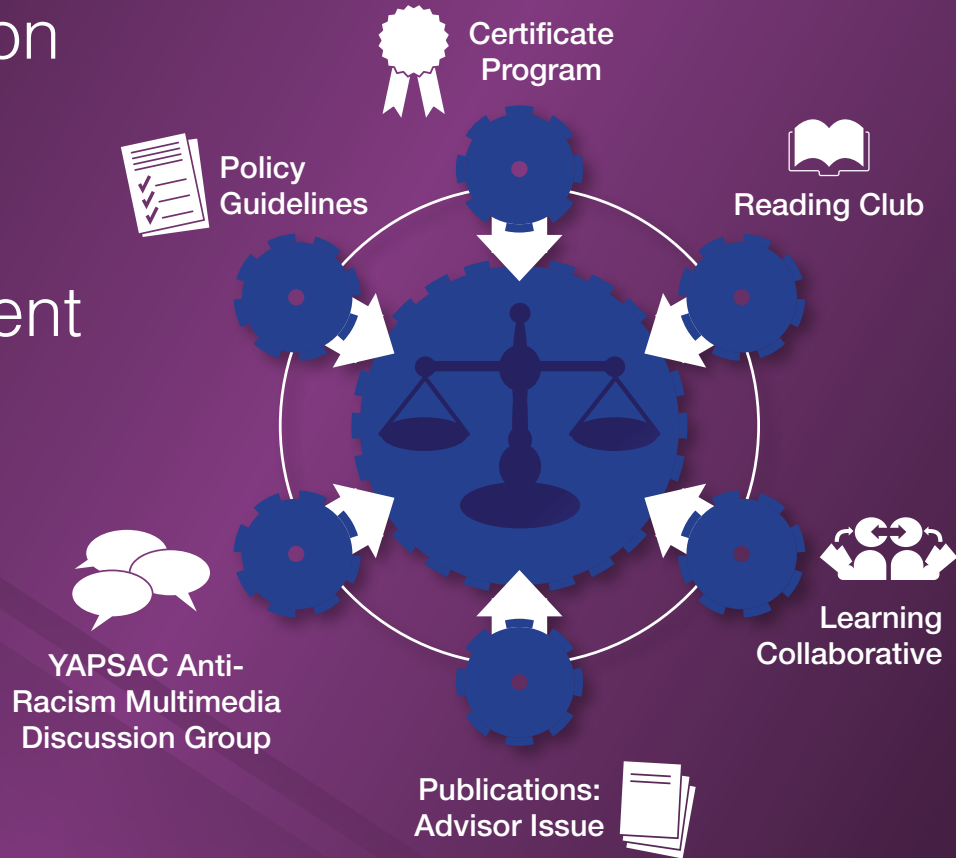 on
ent
Certificate
Program
Policy
Guidelines
Reading Club
YAPSAC Anti-
Racism Multimedia
Discussion Group
Learning
Collaborative
Publications:
Advisor Issue